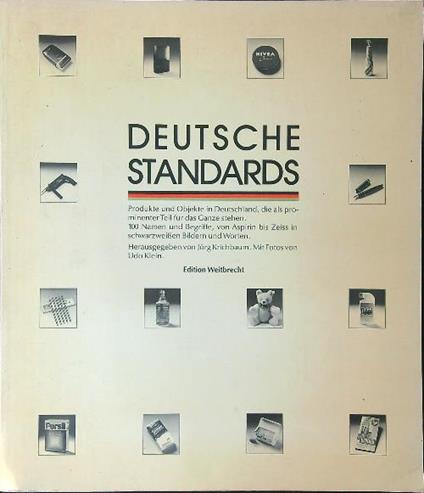 NIVEA
DEUTSCHE
STANDARDS
Produkte und Objekte in Deutschland, die als pro-
minenter Teil für das Ganze stehen.
100 Namen und Begriffe, von Aspirin bis Zeiss in
schwarzweißen Bildern und Worten.
Herausgegeben von Jörg Krichbaum. Mit Fotos von
Udo Klein.
Edition Weitbrecht
Persil